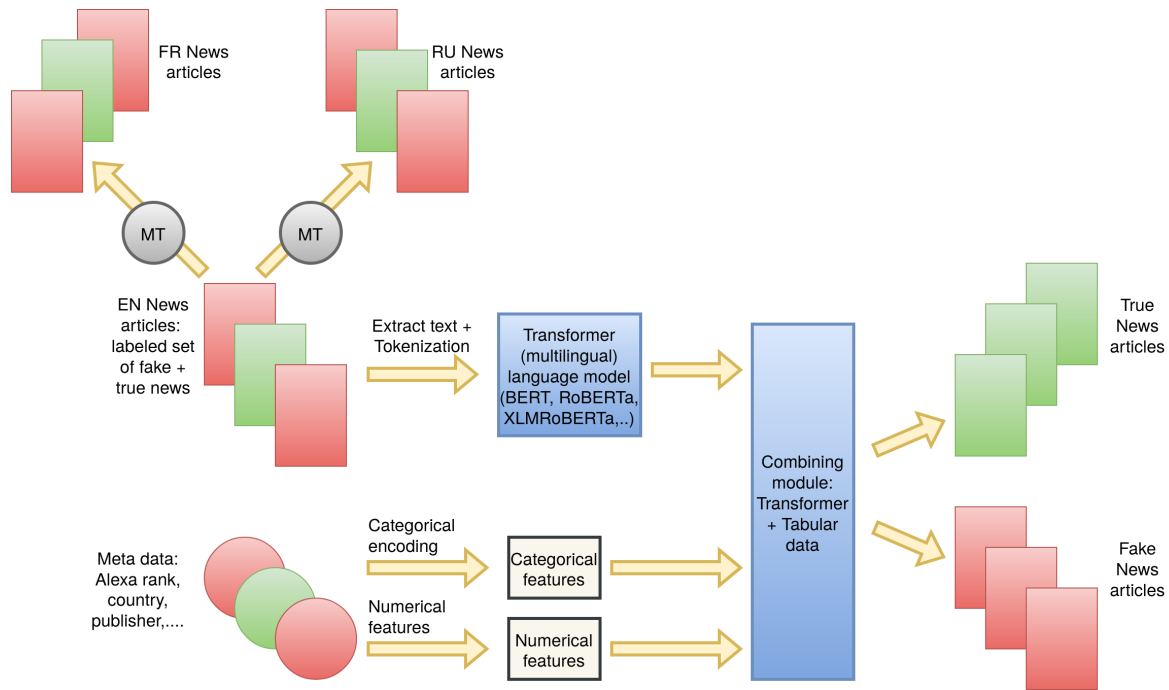 FR News
articles
RU News
articles
MT
MT
EN News
articles:
labeled set
of fake +
true news
Extract text +
Tokenization
Transformer
(multilingual)
language model
(BERT, RoBERTa,
XLMRoBERTa,..)
True
News
articles
Combining
module:
Transformer
+ Tabular
data
Meta data:
Alexa rank,
country,
publisher,....
Categorical
encoding
Categorical
features
Numerical
features
Numerical
features
Fake
News
articles